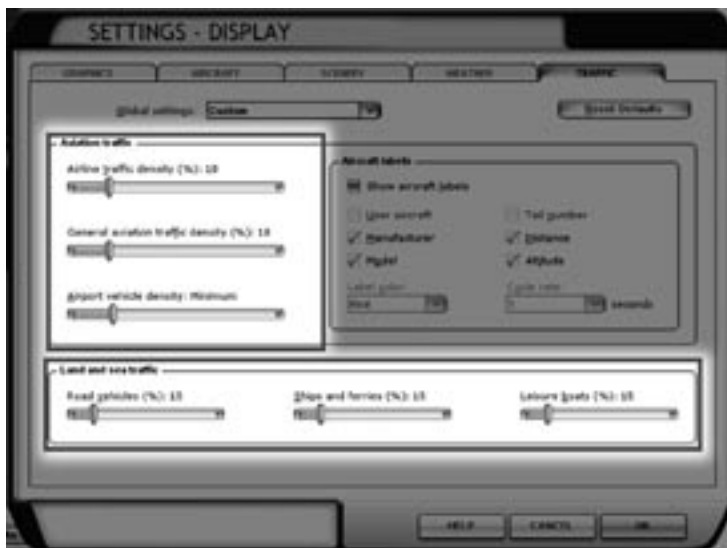 SETTINGS - DISPLAY
GRAPHICS AIRCRAFT SCENERY WEATHER TRAFFIC
Global settings: Custom
Reset Defaults
Aviation traffic
Airline traffic density (%): 18
General aviation traffic density (%): 18
Airport vehicle density: Minimum
Aircraft labels
Show aircraft labels
User aircraft
Tail number
Manufacturer
Distance
Model
Altitude
Label color:
Cycle rate:
seconds
Land and sea traffic
Road vehicles (%): 15
Ships and ferries (%): 15
Leisure boats (%): 15
HELP CANCEL OK